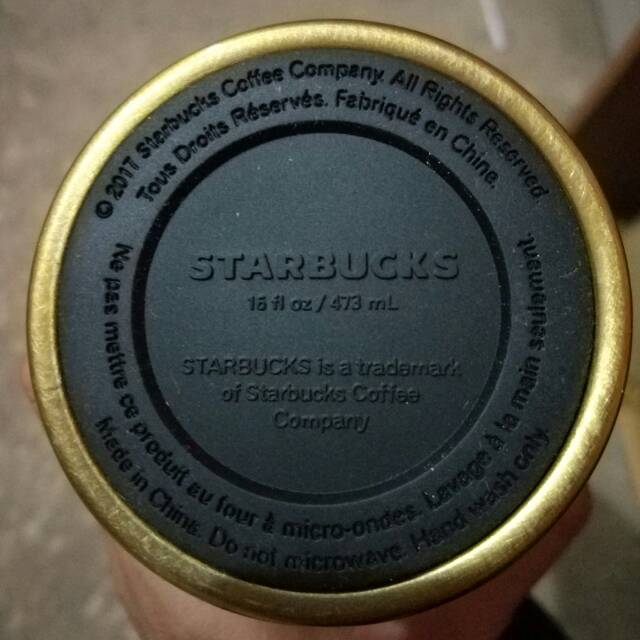 © 2017 Starbucks Coffee Company. All Rights Reserved.
Tous Droits Réservés. Fabriqué en Chine.
STARBUCKS
16 fl oz / 473 mL
STARBUCKS is a trademark
of Starbucks Coffee
Company
Ne pas mettre ce produit au four à micro-ondes. Lavage à la main seulement.
Made in China. Do not microwave. Hand wash only.